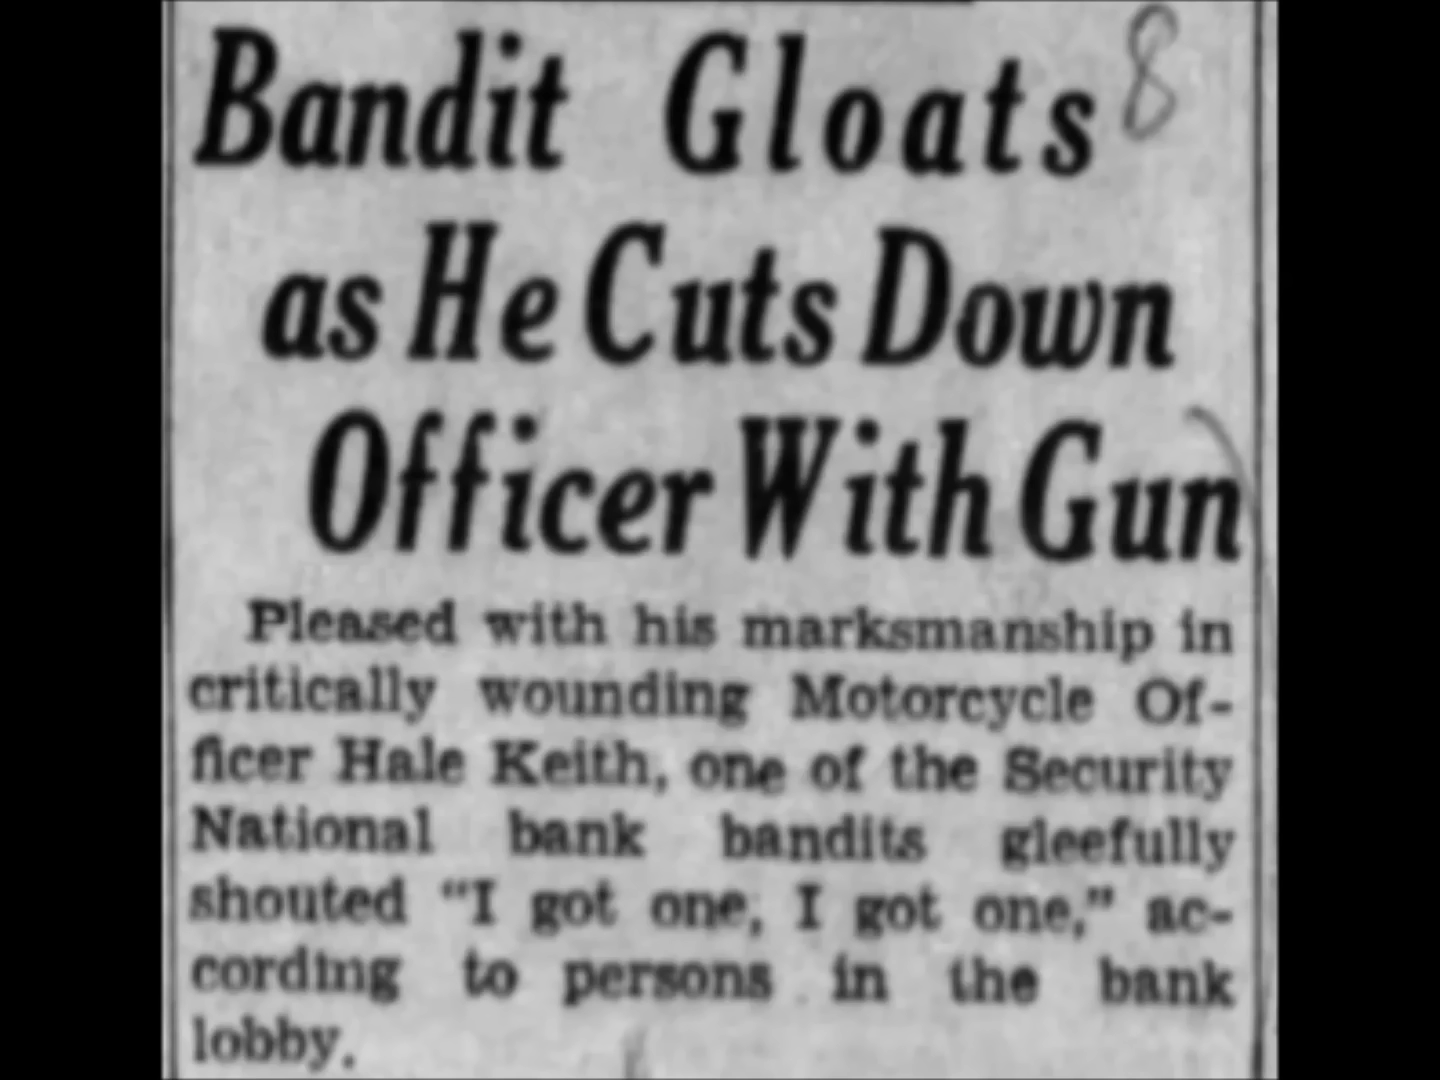 Bandit Gloats 8
as He Cuts Down
Officer With Gun
Pleased with his marksmanship in
critically wounding Motorcycle Of-
ficer Hale Keith, one of the Security
National bank bandits gleefully
shouted “I got one, I got one,” ac-
cording to persons in the bank
lobby.